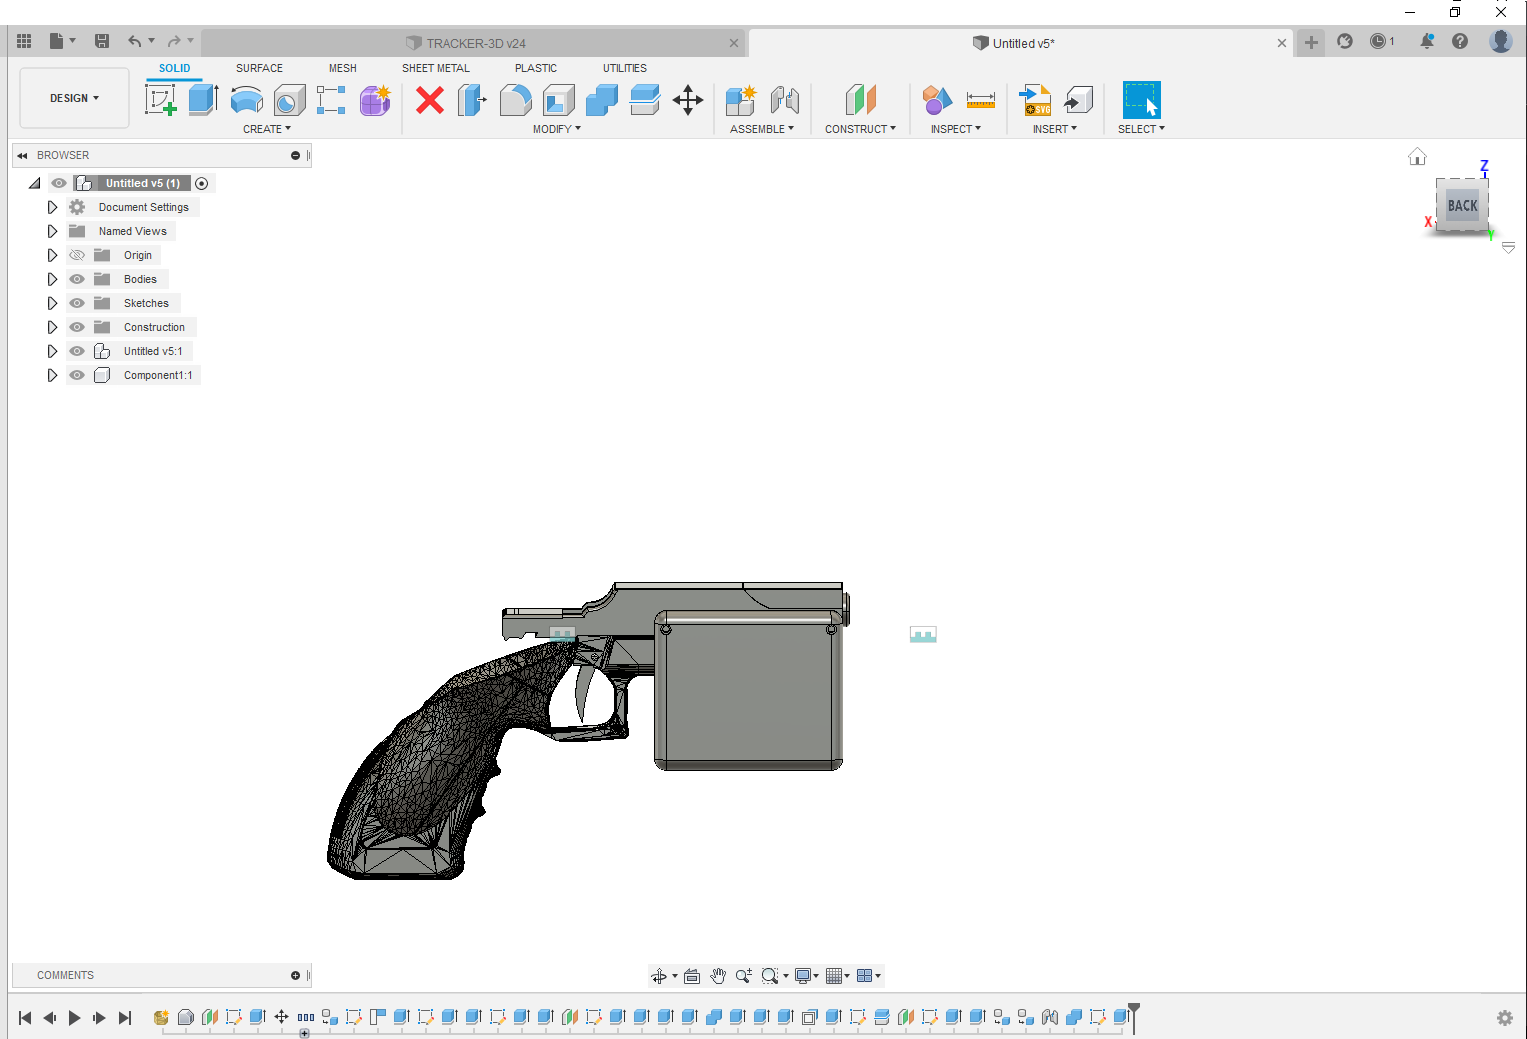 TRACKER-3D v24
Untitled v5*
1
DESIGN
SOLID
SURFACE
MESH
SHEET METAL
PLASTIC
UTILITIES
CREATE
MODIFY
ASSEMBLE
CONSTRUCT
INSPECT
SVG
INSERT
SELECT
BROWSER
Untitled v5 (1)
Document Settings
Named Views
Origin
Bodies
Sketches
Construction
Untitled v5:1
Component1:1
Z
BACK
X
Y
COMMENTS